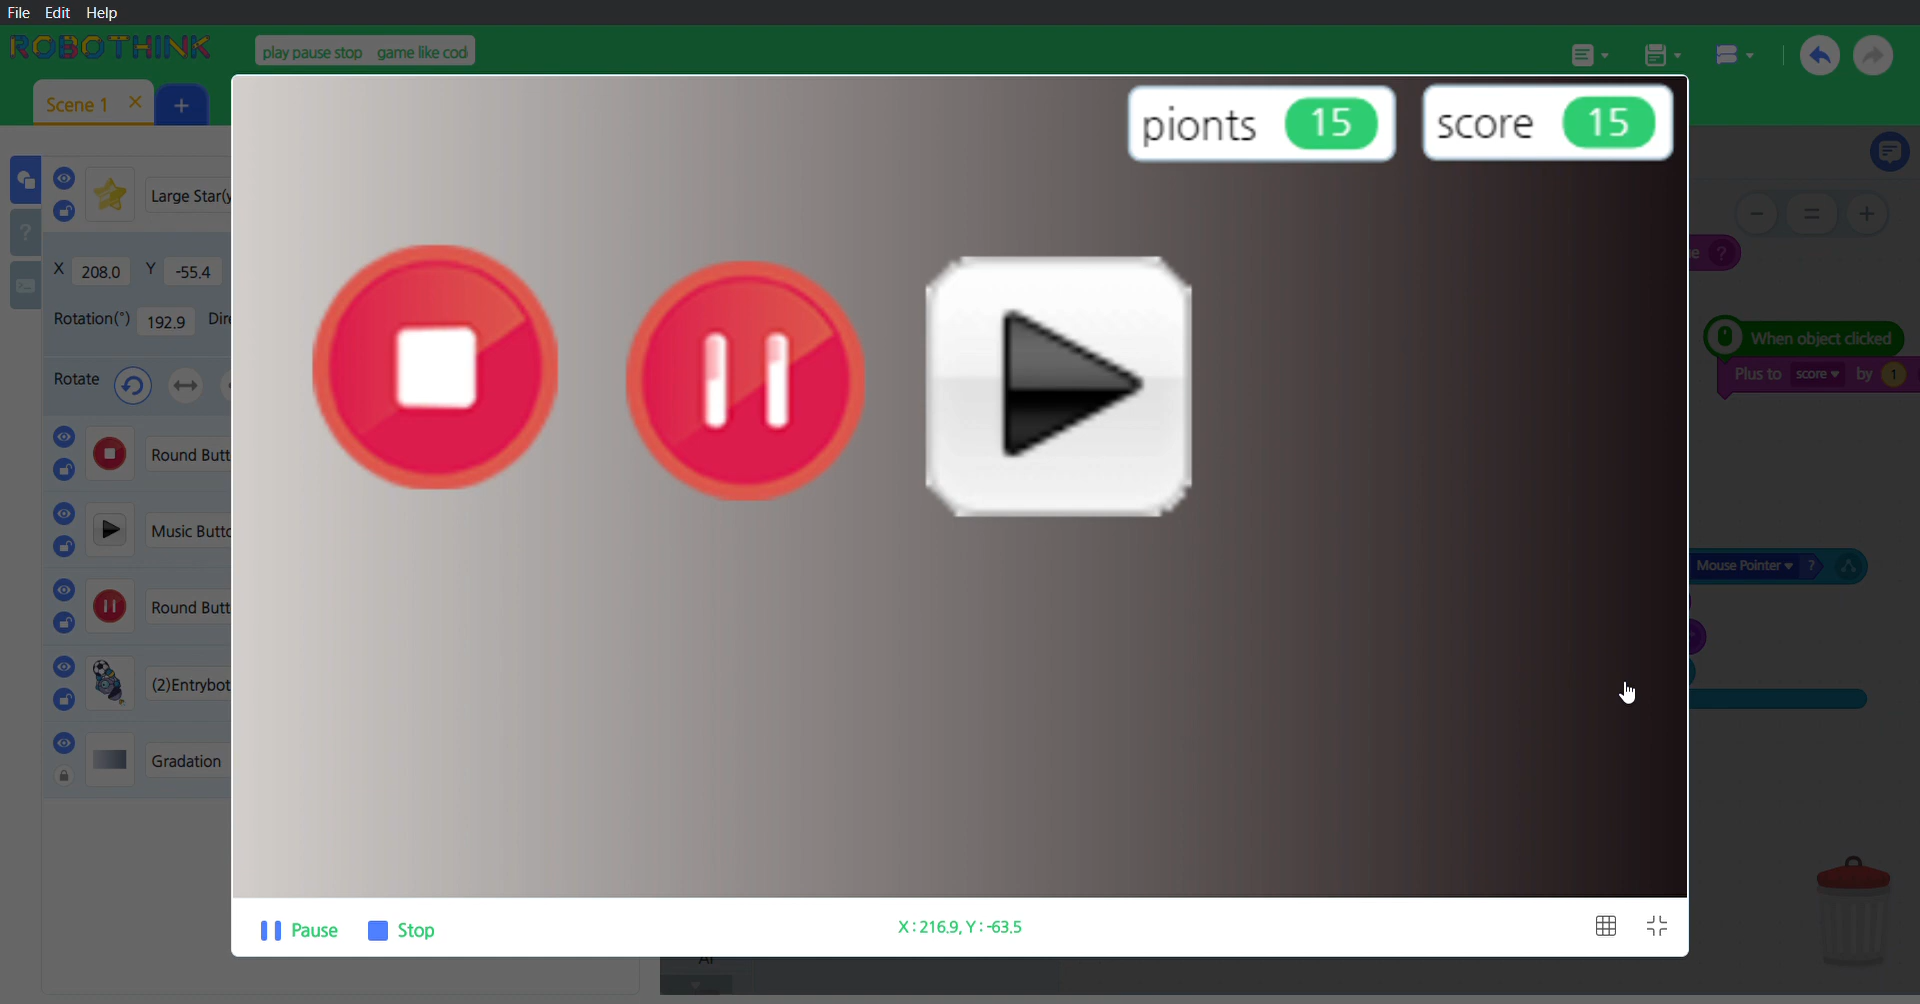 File Edit Help
ROBOTHINK
play pause stop game like cod
Scene 1
pionts 15 score 15
Large Star(y
X 208.0 Y -55.4
Rotation(°) 192.9 Dire
Rotate
Round Butt
Music Butto
Round Butt
(2)Entrybot
Gradation
?
When object clicked
Plus to score by 1
Mouse Pointer ?
Pause Stop X : 216.9, Y : -63.5
AI